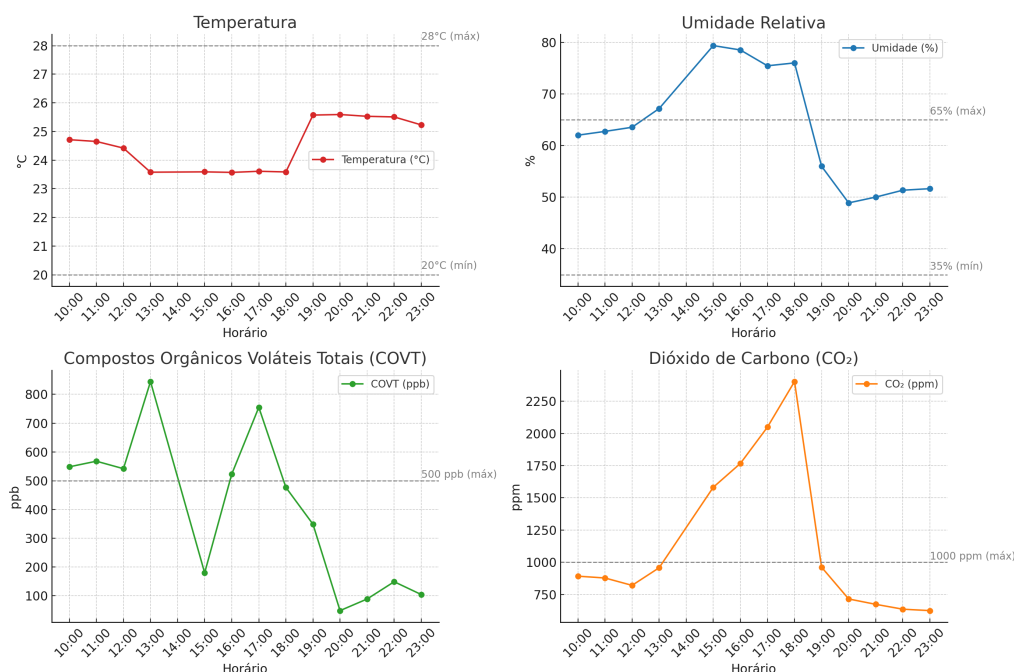 Temperatura
28°C (máx)
28
27
26
25
24
23
22
21
20
°C
Temperatura (°C)
20°C (mín)
10:00 11:00 12:00 13:00 14:00 15:00 16:00 17:00 18:00 19:00 20:00 21:00 22:00 23:00
Horário
Umidade Relativa
80
70
60
50
40
%
Umidade (%)
65% (máx)
35% (mín)
10:00 11:00 12:00 13:00 14:00 15:00 16:00 17:00 18:00 19:00 20:00 21:00 22:00 23:00
Horário
Compostos Orgânicos Voláteis Totais (COVT)
800
700
600
500
400
300
200
100
ppb
COVT (ppb)
500 ppb (máx)
10:00 11:00 12:00 13:00 14:00 15:00 16:00 17:00 18:00 19:00 20:00 21:00 22:00 23:00
Horário
Dióxido de Carbono (CO₂)
2250
2000
1750
1500
1250
1000
750
ppm
CO₂ (ppm)
1000 ppm (máx)
10:00 11:00 12:00 13:00 14:00 15:00 16:00 17:00 18:00 19:00 20:00 21:00 22:00 23:00
Horário